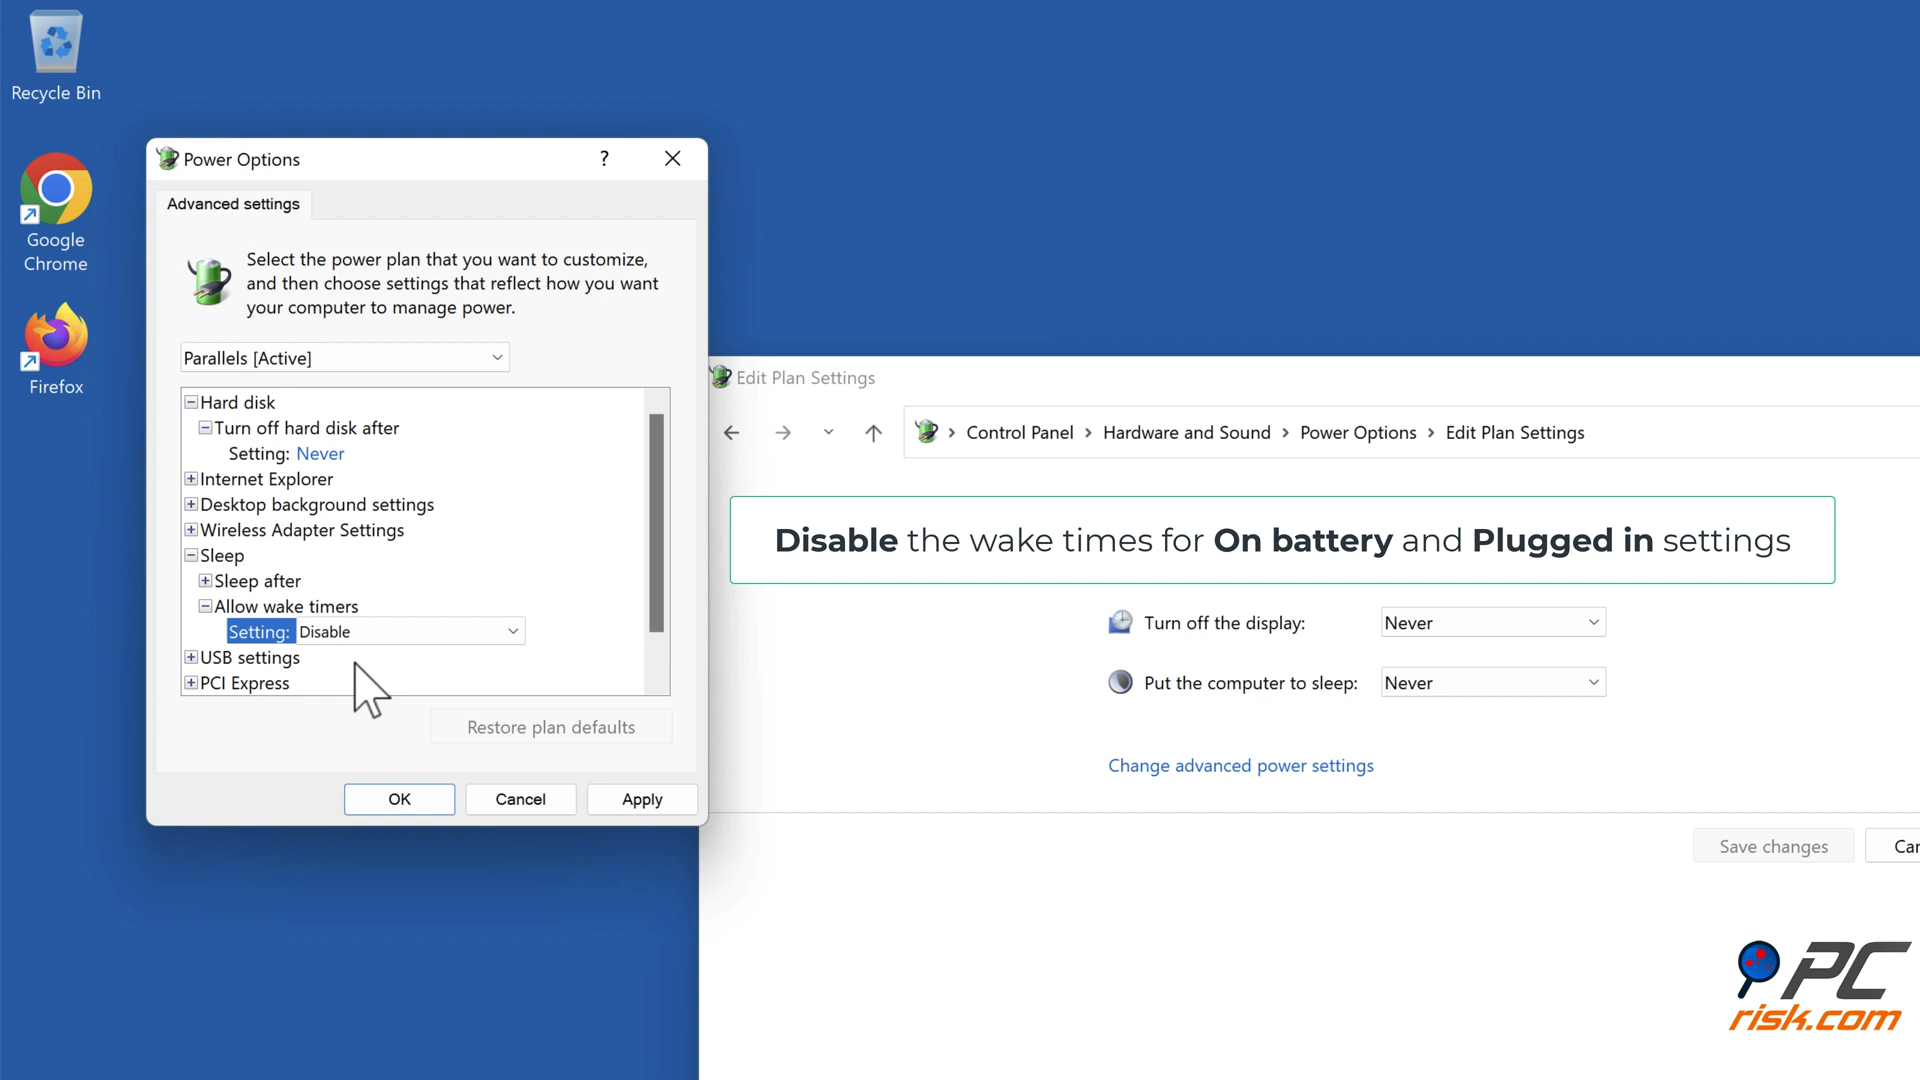 Recycle Bin
Google
Chrome
Firefox
Power Options
?
Advanced settings
Select the power plan that you want to customize,
and then choose settings that reflect how you want
your computer to manage power.
Parallels [Active]
Hard disk
Turn off hard disk after
Setting: Never
Internet Explorer
Desktop background settings
Wireless Adapter Settings
Sleep
Sleep after
Allow wake timers
Setting: Disable
USB settings
PCI Express
Restore plan defaults
OK
Cancel
Apply
Edit Plan Settings
Control Panel > Hardware and Sound > Power Options > Edit Plan Settings
Disable the wake times for On battery and Plugged in settings
Turn off the display: Never
Put the computer to sleep: Never
Change advanced power settings
Save changes
Can
PC
risk.com